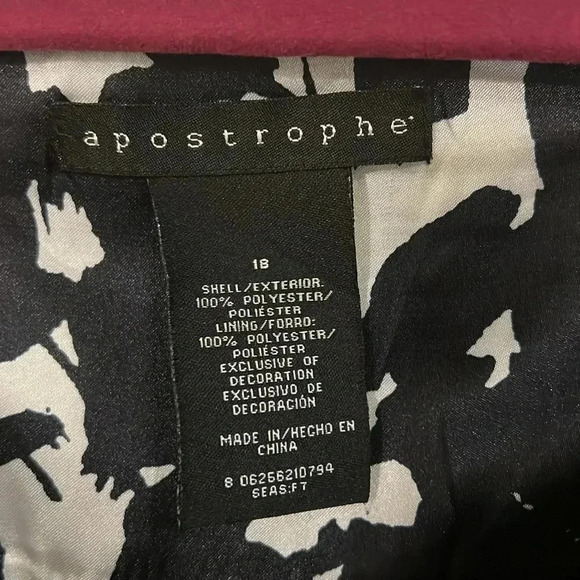 apostrophe
18
SHELL/EXTERIOR:
100% POLYESTER/
POLIÉSTER
LINING/FORRO:
100% POLYESTER/
POLIÉSTER
EXCLUSIVE OF
DECORATION
EXCLUSIVO DE
DECORACIÓN
MADE IN/HECHO EN
CHINA
8 06256210794
SEAS:F7